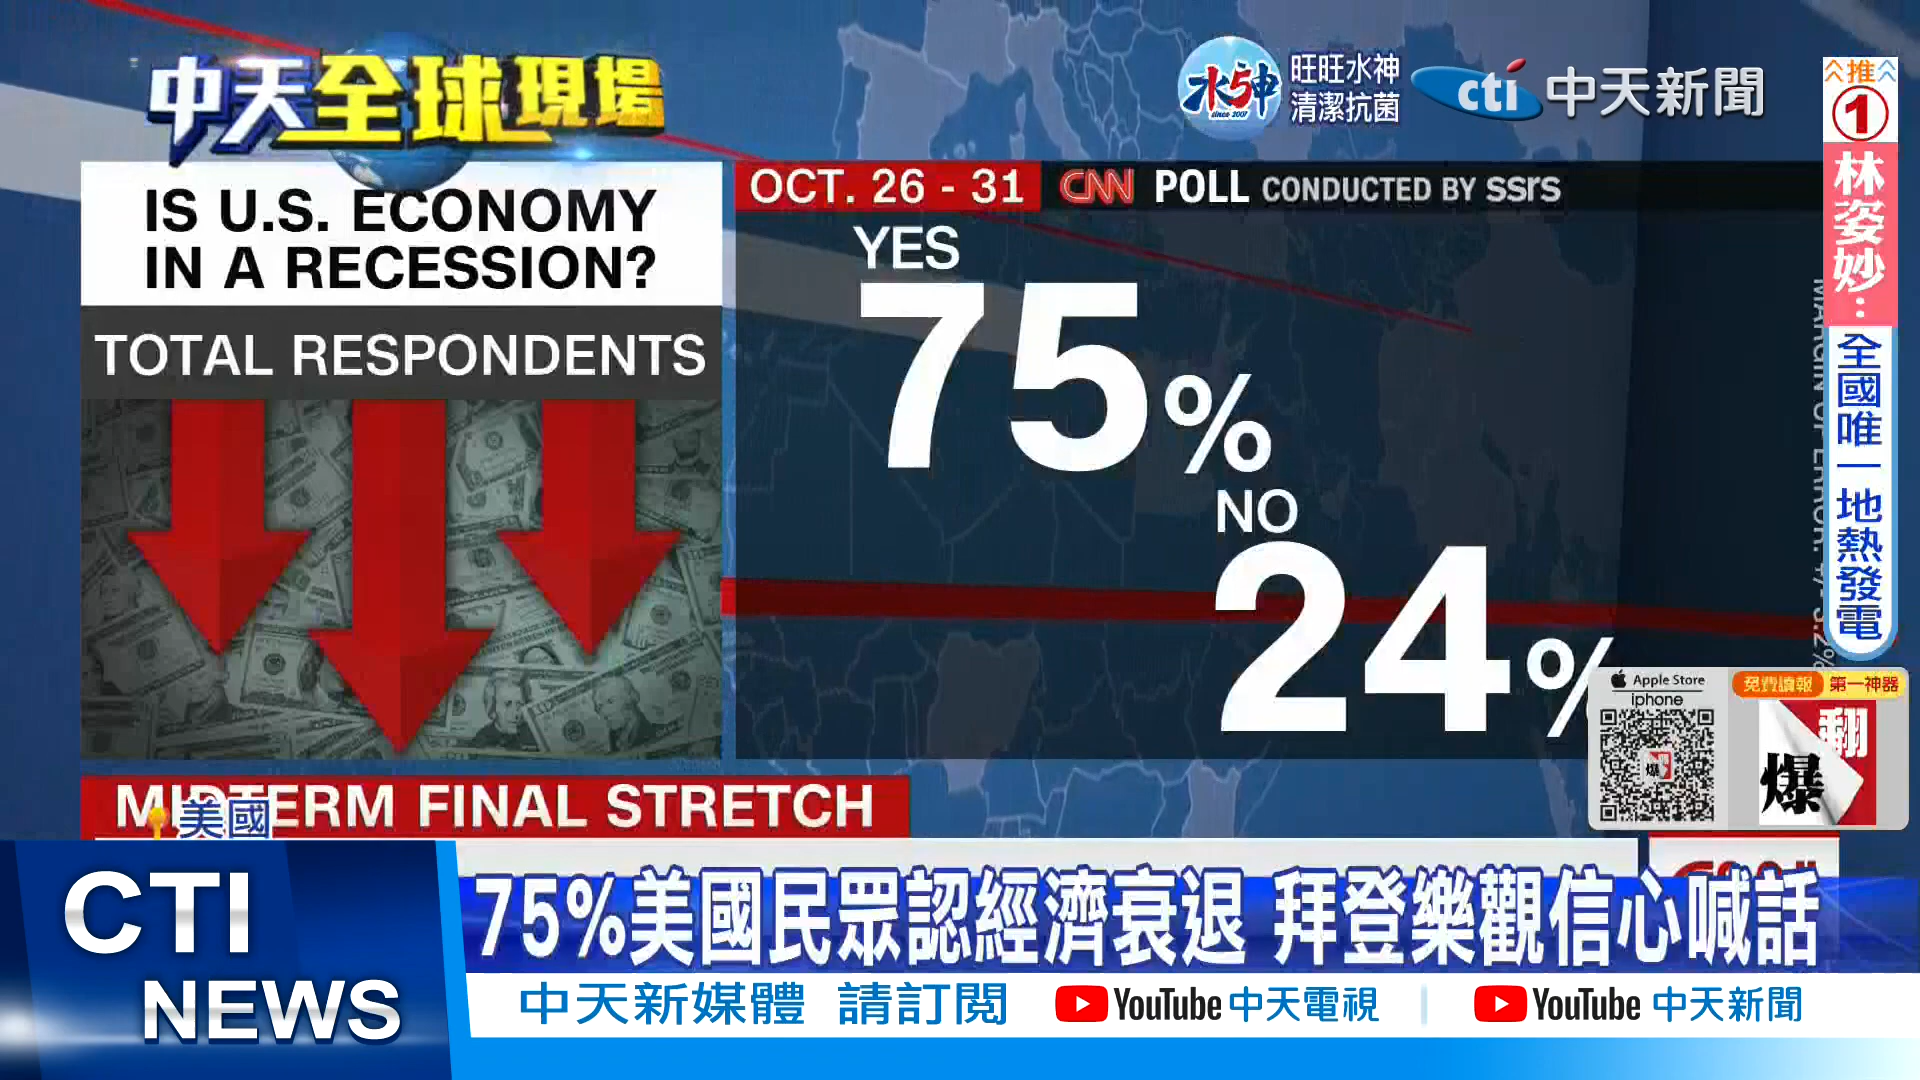 中天全球現場
水神
since 2007
旺旺水神
清潔抗菌
cti 中天新聞
推
1
林姿妙:
全國唯一地熱發電
IS U.S. ECONOMY
IN A RECESSION?
TOTAL RESPONDENTS
OCT. 26 - 31
CNN POLL CONDUCTED BY SSRS
YES
75%
NO
24%
Apple Store
iphone
爆
免費讀報 第一神器
翻
爆
MIDTERM FINAL STRETCH
美國
CTI
NEWS
75%美國民眾認經濟衰退 拜登樂觀信心喊話
中天新媒體 請訂閱 YouTube 中天電視 | YouTube 中天新聞